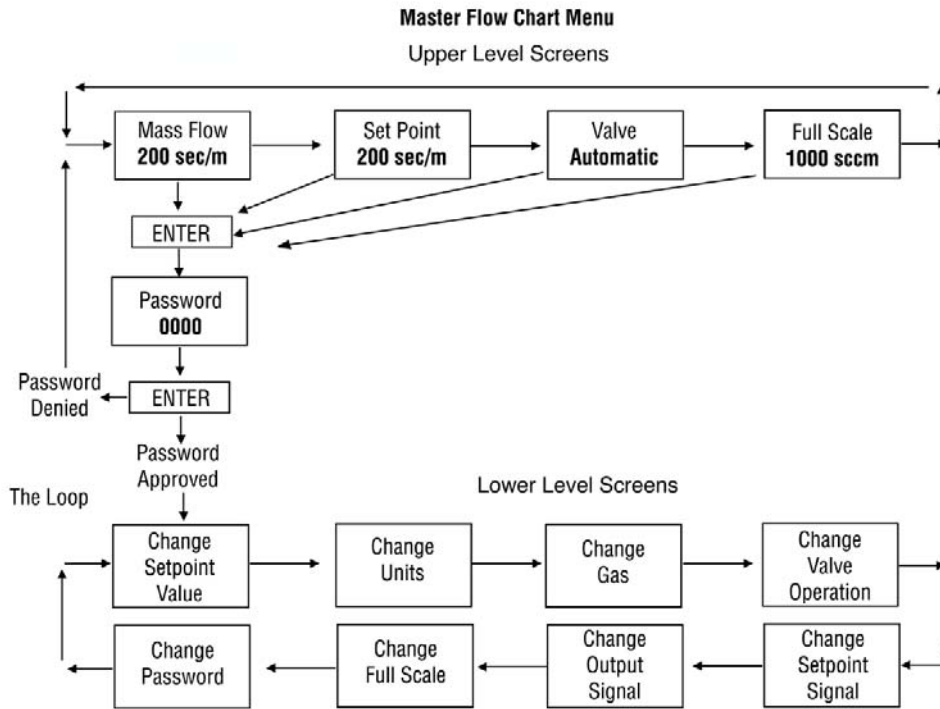 Master Flow Chart Menu
Upper Level Screens
Mass Flow
200 sec/m
Set Point
200 sec/m
Valve
Automatic
Full Scale
1000 sccm
ENTER
Password
0000
Password
Denied
ENTER
Password
Approved
The Loop
Lower Level Screens
Change
Setpoint
Value
Change
Units
Change
Gas
Change
Valve
Operation
Change
Password
Change
Full Scale
Change
Output
Signal
Change
Setpoint
Signal